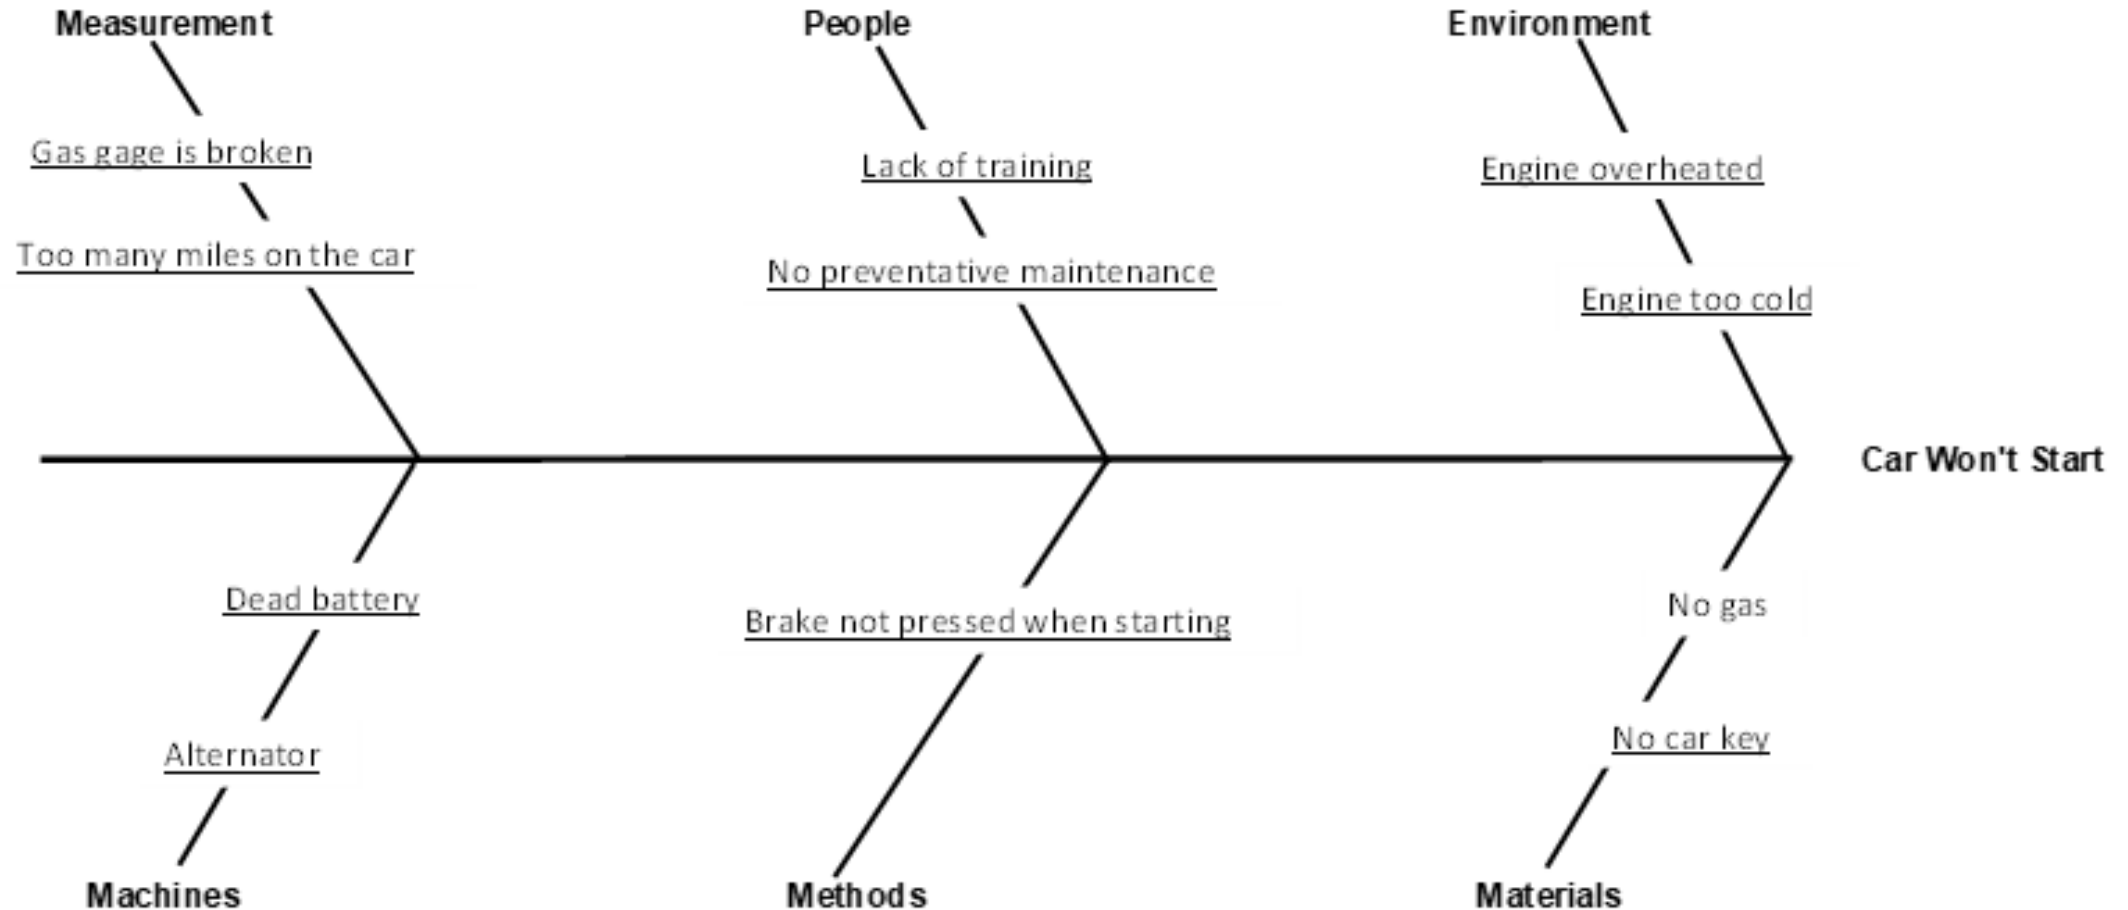 Measurement
People
Environment
Gas gage is broken
Lack of training
Engine overheated
Too many miles on the car
No preventative maintenance
Engine too cold
Car Won't Start
Dead battery
Brake not pressed when starting
No gas
Alternator
No car key
Machines
Methods
Materials